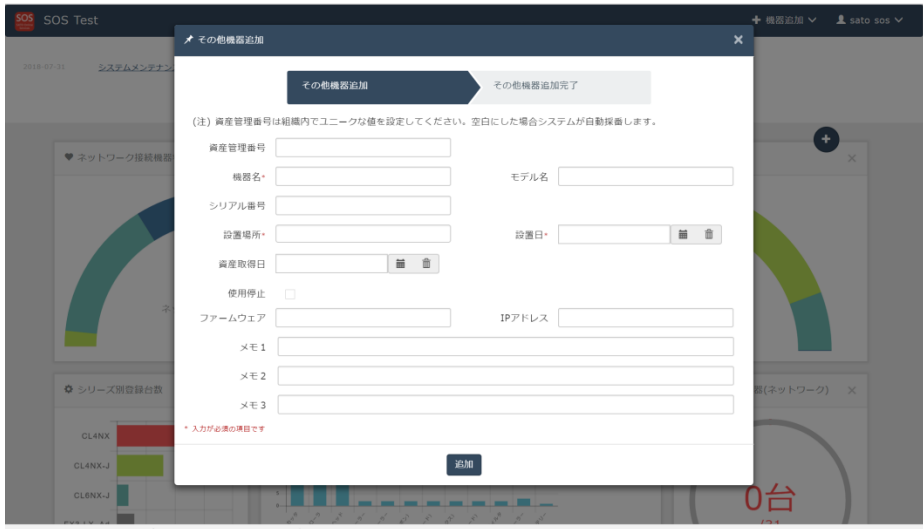 SOS
SOS Test
機器追加
sato sos
その他機器追加
2018-07-31
システムメンテナン
その他機器追加
その他機器追加完了
(注) 資産管理番号は組織内でユニークな値を設定してください。空白にした場合システムが自動採番します。
ネットワーク接続機器
資産管理番号
機器名*
モデル名
シリアル番号
設置場所*
設置日*
資産取得日
使用停止
ネ
ファームウェア
IPアドレス
メモ1
メモ2
シリーズ別登録台数
器(ネットワーク)
メモ3
* 入力が必須の項目です
CL4NX
追加
CL4NX-J
CL6NX-J
0台